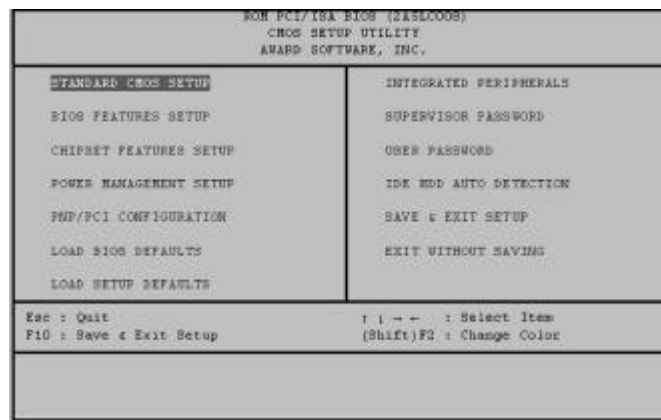 ROM PCI/ISA BIOS (2A5LC00B)
CMOS SETUP UTILITY
AWARD SOFTWARE, INC.
STANDARD CMOS SETUP
BIOS FEATURES SETUP
CHIPSET FEATURES SETUP
POWER MANAGEMENT SETUP
PNP/PCI CONFIGURATION
LOAD BIOS DEFAULTS
LOAD SETUP DEFAULTS
INTEGRATED PERIPHERALS
SUPERVISOR PASSWORD
USER PASSWORD
IDE HDD AUTO DETECTION
SAVE & EXIT SETUP
EXIT WITHOUT SAVING
Esc : Quit
F10 : Save & Exit Setup
↑ ↓ → ← : Select Item
(Shift)F2 : Change Color